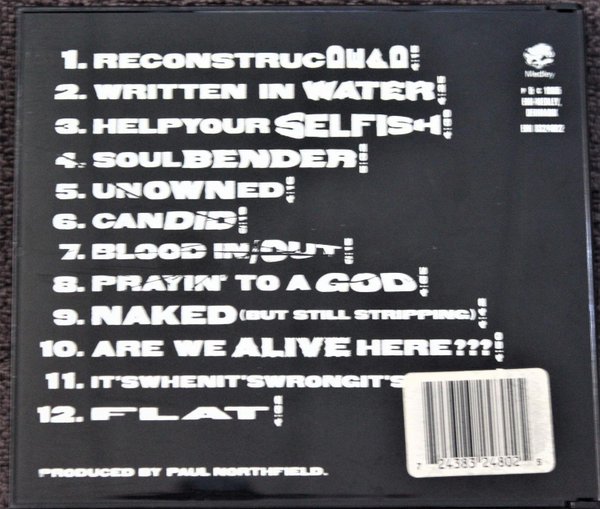 1. RECONSTRUC
2. WRITTEN IN WATER
3. HELPYOUR SELFISH
4. SOULBENDER
5. UNOWNED
6. CANDID
7. BLOOD IN/OUT
8. PRAYIN' TO A GOD
9. NAKED (BUT STILL STRIPPING)
10. ARE WE ALIVE HERE???
11. IT'SWHENIT'SWRONGIT'S
12. FLAT
PRODUCED BY PAUL NORTHFIELD.
Medley
7 24383 24802